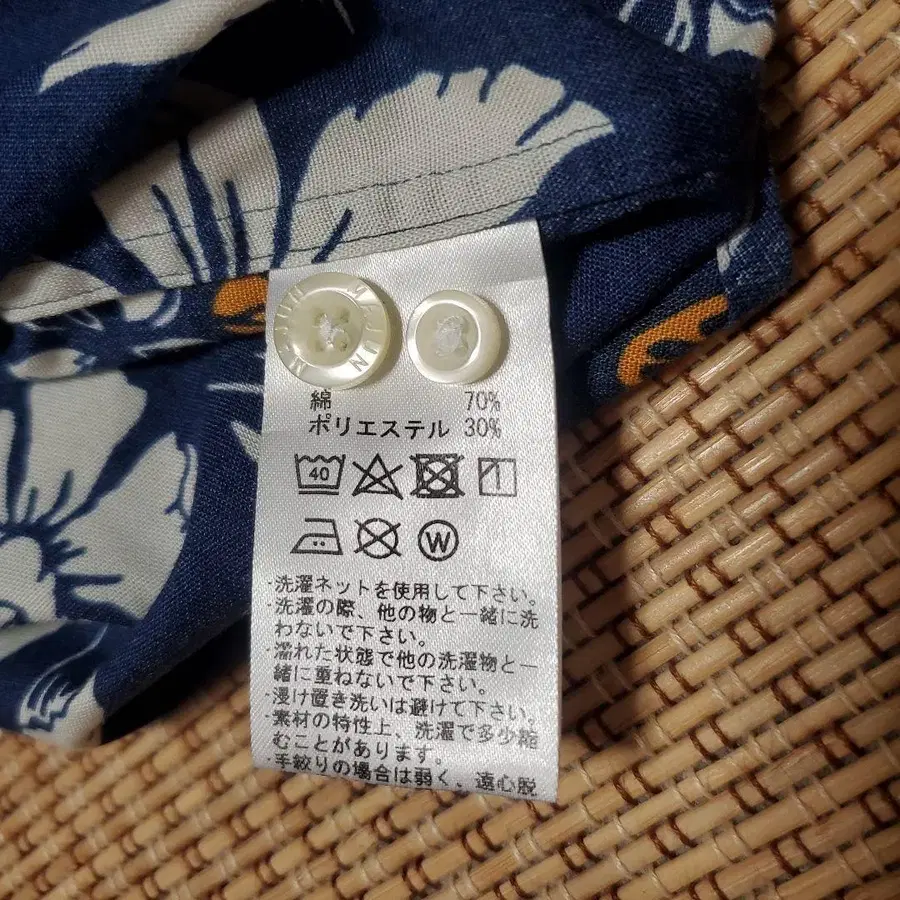 MAJUN MAJUN
綿 70%
ポリエステル 30%
40
1
W
・洗濯ネットを使用して下さい。
・洗濯の際、他の物と一緒に洗
わないで下さい。
・濡れた状態で他の洗濯物と一
緒に重ねないで下さい。
・浸け置き洗いは避けて下さい。
・素材の特性上、洗濯で多少縮
むことがあります。
・手絞りの場合は弱く、遠心脱